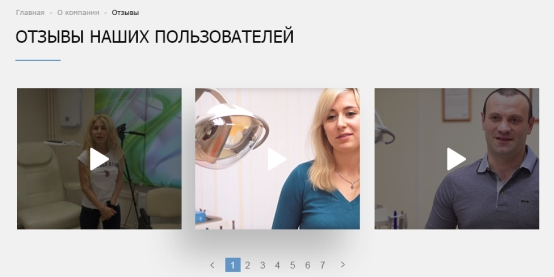 Главная - О компании - Отзывы
ОТЗЫВЫ НАШИХ ПОЛЬЗОВАТЕЛЕЙ
< 1 2 3 4 5 6 7 >